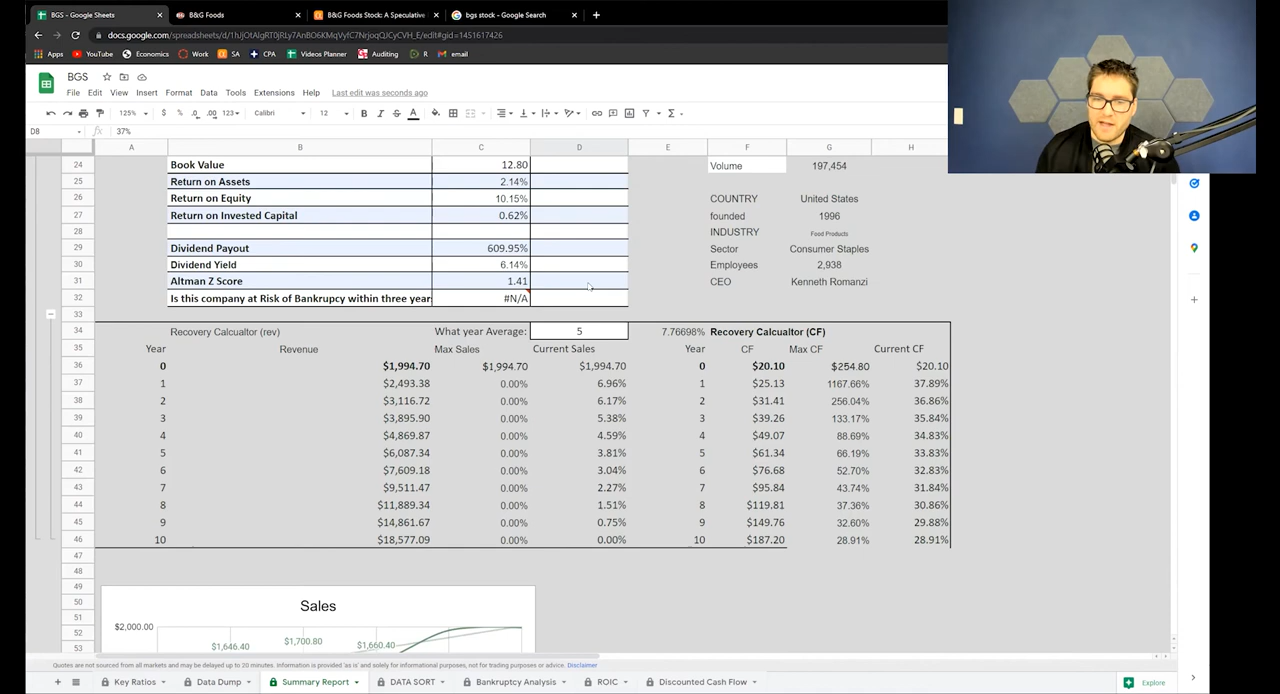 BGS - Google Sheets B&G Foods B&G Foods Stock: A Speculative bgs stock - Google Search
Apps YouTube Economics Work SA CPA Videos Planner Auditing R email
BGS
File Edit View Insert Format Data Tools Extensions Help Last edit was seconds ago
125% $ % .0 .00 123 Calibri 12 B I S A
D8 fx 37%
A B C D E F G H
24 Book Value 12.80 Volume 197,454
25 Return on Assets 2.14%
26 Return on Equity 10.15% COUNTRY United States
27 Return on Invested Capital 0.62% founded 1996
28 INDUSTRY Food Products
29 Dividend Payout 609.95% Sector Consumer Staples
30 Dividend Yield 6.14% Employees 2,938
31 Altman Z Score 1.41 CEO Kenneth Romanzi
32 Is this company at Risk of Bankrupcy within three year #N/A
33
34 Recovery Calcualtor (rev) What year Average: 5 7.76698% Recovery Calcualtor (CF)
35 Year Revenue Max Sales Current Sales Year CF Max CF Current CF
36 0 $1,994.70 $1,994.70 $1,994.70 0 $20.10 $254.80 $20.10
37 1 $2,493.38 0.00% 6.96% 1 $25.13 1167.66% 37.89%
38 2 $3,116.72 0.00% 6.17% 2 $31.41 256.04% 36.86%
39 3 $3,895.90 0.00% 5.38% 3 $39.26 133.17% 35.84%
40 4 $4,869.87 0.00% 4.59% 4 $49.07 88.69% 34.83%
41 5 $6,087.34 0.00% 3.81% 5 $61.34 66.19% 33.83%
42 6 $7,609.18 0.00% 3.04% 6 $76.68 52.70% 32.83%
43 7 $9,511.47 0.00% 2.27% 7 $95.84 43.74% 31.84%
44 8 $11,889.34 0.00% 1.51% 8 $119.81 37.36% 30.86%
45 9 $14,861.67 0.00% 0.75% 9 $149.76 32.60% 29.88%
46 10 $18,577.09 0.00% 0.00% 10 $187.20 28.91% 28.91%
47
48
49
50 Sales
51
52 $2,000.00
53 $1,646.40 $1,700.80 $1,660.40
Quotes are not sourced from all markets and may be delayed up to 20 minutes. Information is provided 'as is' and solely for informational purposes, not for trading purposes or advice. Disclaimer
Key Ratios Data Dump Summary Report DATA SORT Bankruptcy Analysis ROIC Discounted Cash Flow Explore